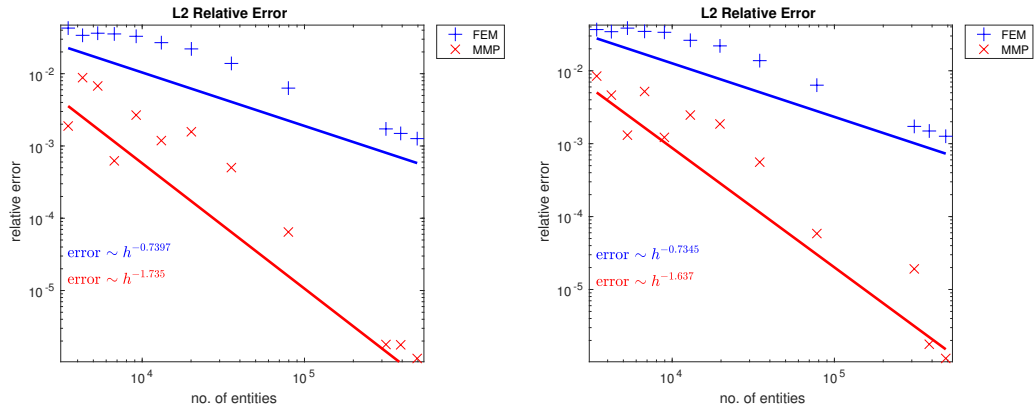 L2 Relative Error
FEM
MMP
10^{-2}
10^{-3}
10^{-4}
10^{-5}
relative error
error ∼ h^{-0.7397}
error ∼ h^{-1.735}
10^4
10^5
no. of entities
L2 Relative Error
FEM
MMP
10^{-2}
10^{-3}
10^{-4}
10^{-5}
relative error
error ∼ h^{-0.7345}
error ∼ h^{-1.637}
10^4
10^5
no. of entities